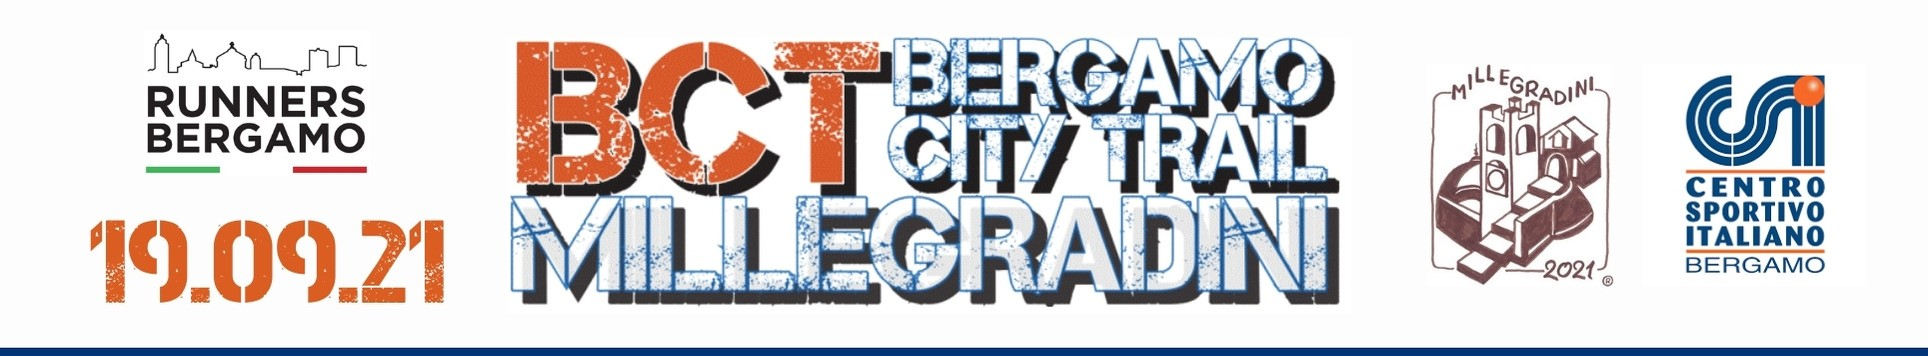 RUNNERS
BERGAMO
19.09.21
BCT
BERGAMO
CITY TRAIL
MILLEGRADINI
MILLEGRADINI
2021
®
CSI
CENTRO
SPORTIVO
ITALIANO
BERGAMO